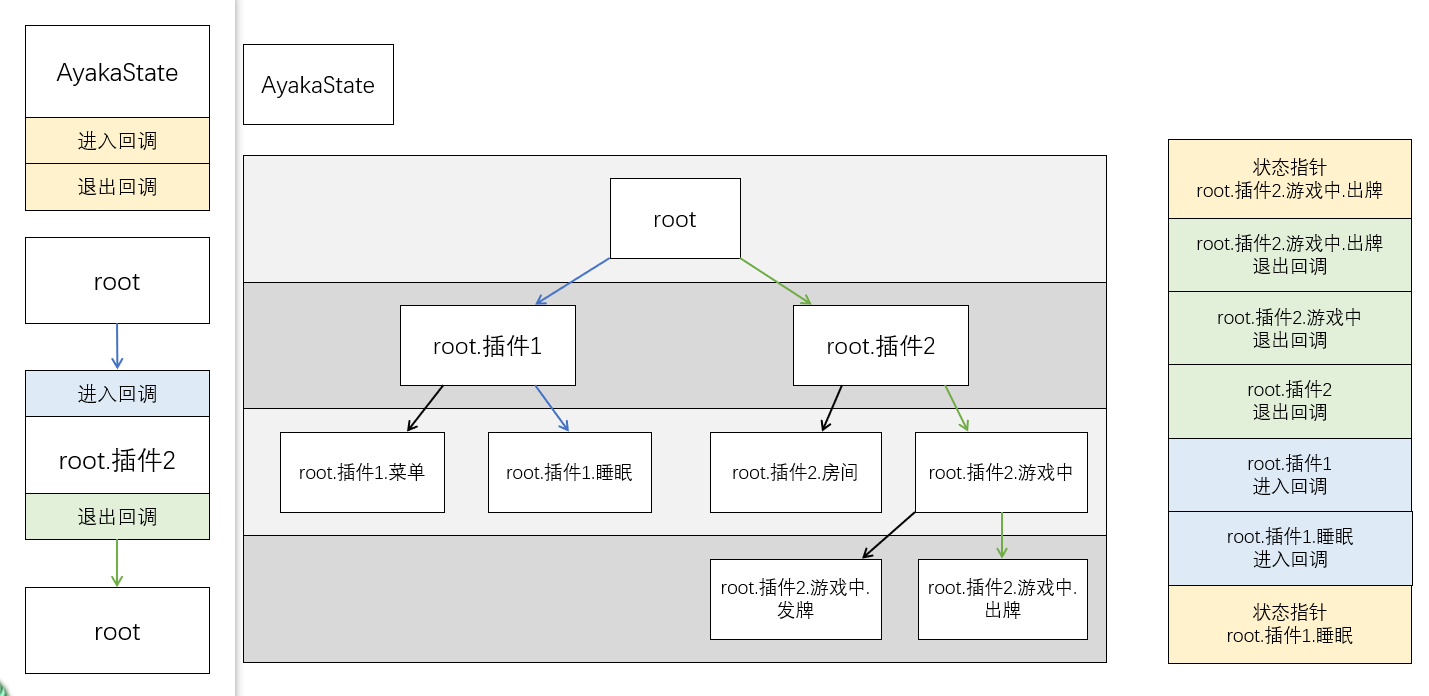 AyakaState
进入回调
退出回调
root
进入回调
root.插件2
退出回调
root
AyakaState
root
root.插件1
root.插件2
root.插件1.菜单
root.插件1.睡眠
root.插件2.房间
root.插件2.游戏中
root.插件2.游戏中.
发牌
root.插件2.游戏中.
出牌
状态指针
root.插件2.游戏中.出牌
root.插件2.游戏中.出牌
退出回调
root.插件2.游戏中
退出回调
root.插件2
退出回调
root.插件1
进入回调
root.插件1.睡眠
进入回调
状态指针
root.插件1.睡眠